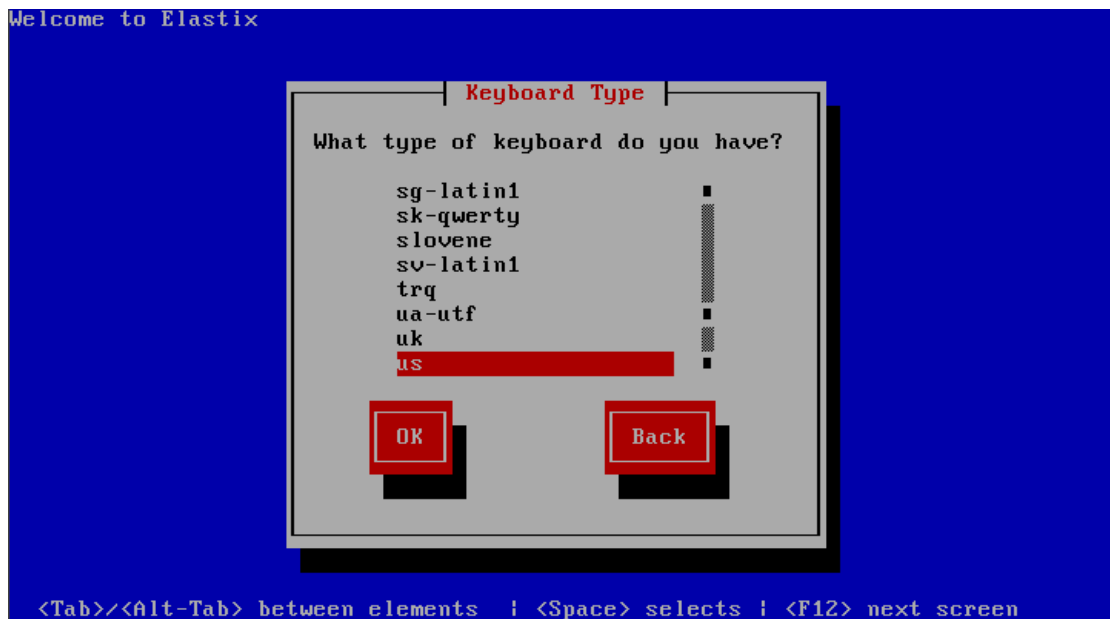 Welcome to Elastix
Keyboard Type
What type of keyboard do you have?
sg-latin1
sk-qwerty
slovene
sv-latin1
trq
ua-utf
uk
us
OK Back
<Tab>/<Alt-Tab> between elements | <Space> selects | <F12> next screen